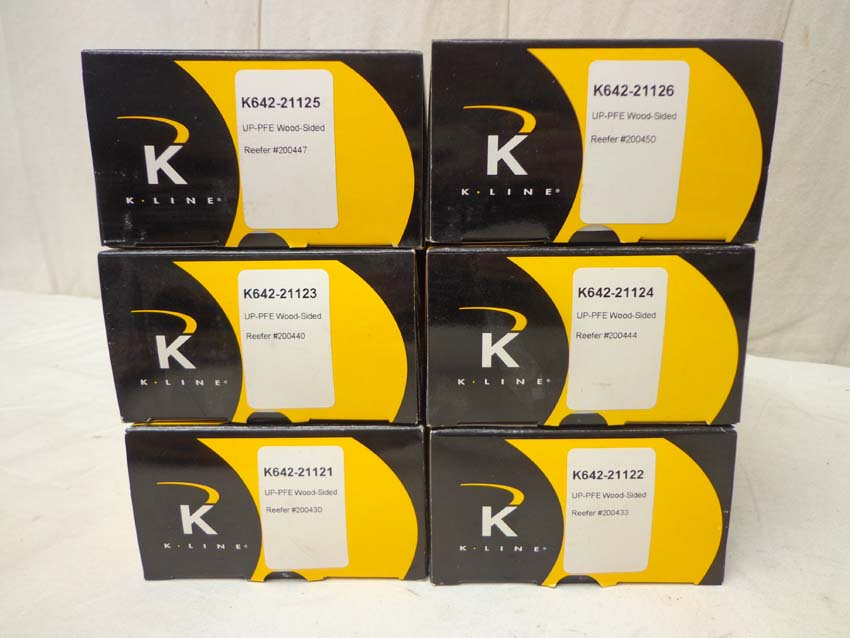 K
K·LINE®
K642-21125
UP-PFE Wood-Sided
Reefer #200447
K
K·LINE®
K642-21126
UP-PFE Wood-Sided
Reefer #200450
K
K·LINE®
K642-21123
UP-PFE Wood-Sided
Reefer #200440
K
K·LINE®
K642-21124
UP-PFE Wood-Sided
Reefer #200444
K
K·LINE®
K642-21121
UP-PFE Wood-Sided
Reefer #200430
K
K·LINE®
K642-21122
UP-PFE Wood-Sided
Reefer #200433